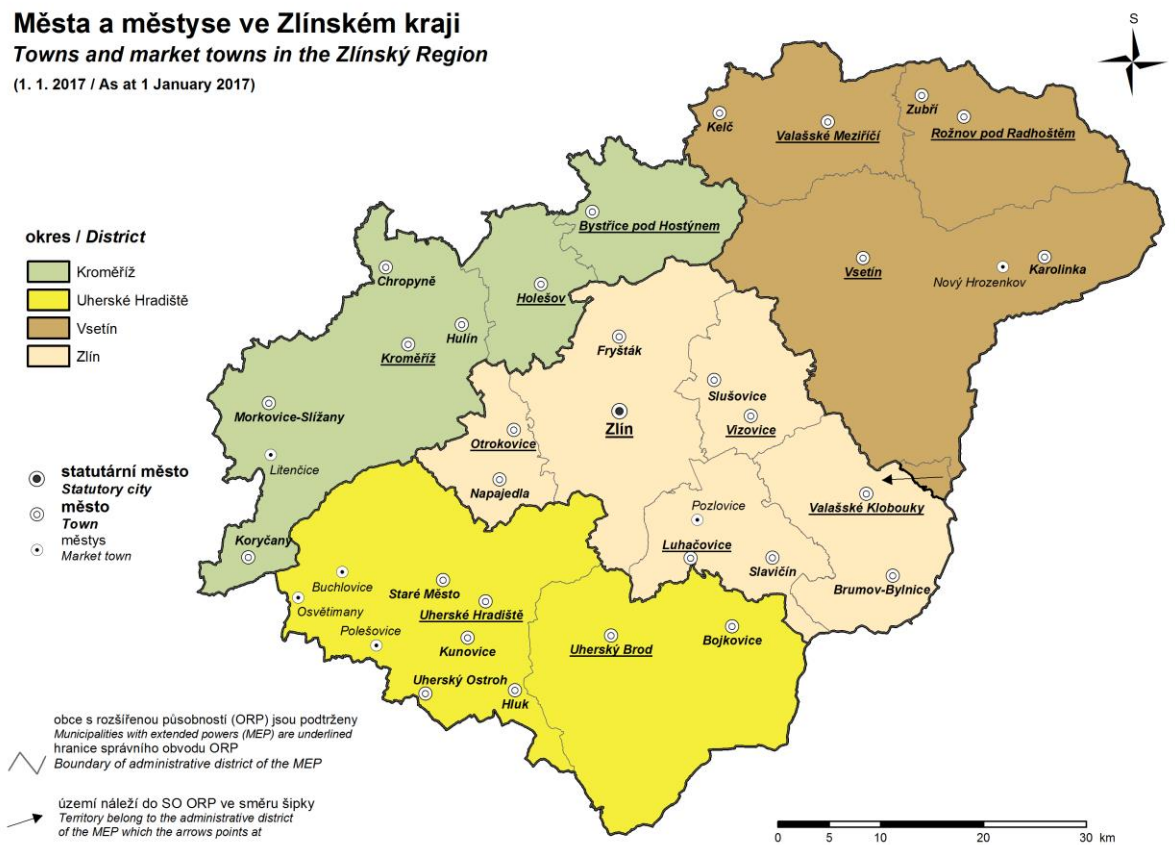 Města a městyse ve Zlínském kraji
Towns and market towns in the Zlínský Region
(1. 1. 2017 / As at 1 January 2017)
S
Zubří
Kelč
Valašské Meziříčí
Rožnov pod Radhoštěm
Bystřice pod Hostýnem
okres / District
Kroměříž
Uherské Hradiště
Vsetín
Zlín
Chropyně
Holešov
Vsetín
Nový Hrozenkov
Karolinka
Hulín
Kroměříž
Fryšták
Slušovice
Morkovice-Slížany
Vizovice
Zlín
Otrokovice
Litenčice
Napajedla
Valašské Klobouky
Pozlovice
statutární město
Statutory city
město
Town
městys
Market town
Koryčany
Luhačovice
Slavičín
Brumov-Bylnice
Buchlovice
Staré Město
Osvětimany
Uherské Hradiště
Polešovice
Kunovice
Uherský Brod
Bojkovice
Uherský Ostroh
Hluk
obce s rozšířenou působností (ORP) jsou podtrženy
Municipalities with extended powers (MEP) are underlined
hranice správního obvodu ORP
Boundary of administrative district of the MEP
území náleží do SO ORP ve směru šipky
Territory belong to the administrative district
of the MEP which the arrows points at
0 5 10 20 30 km